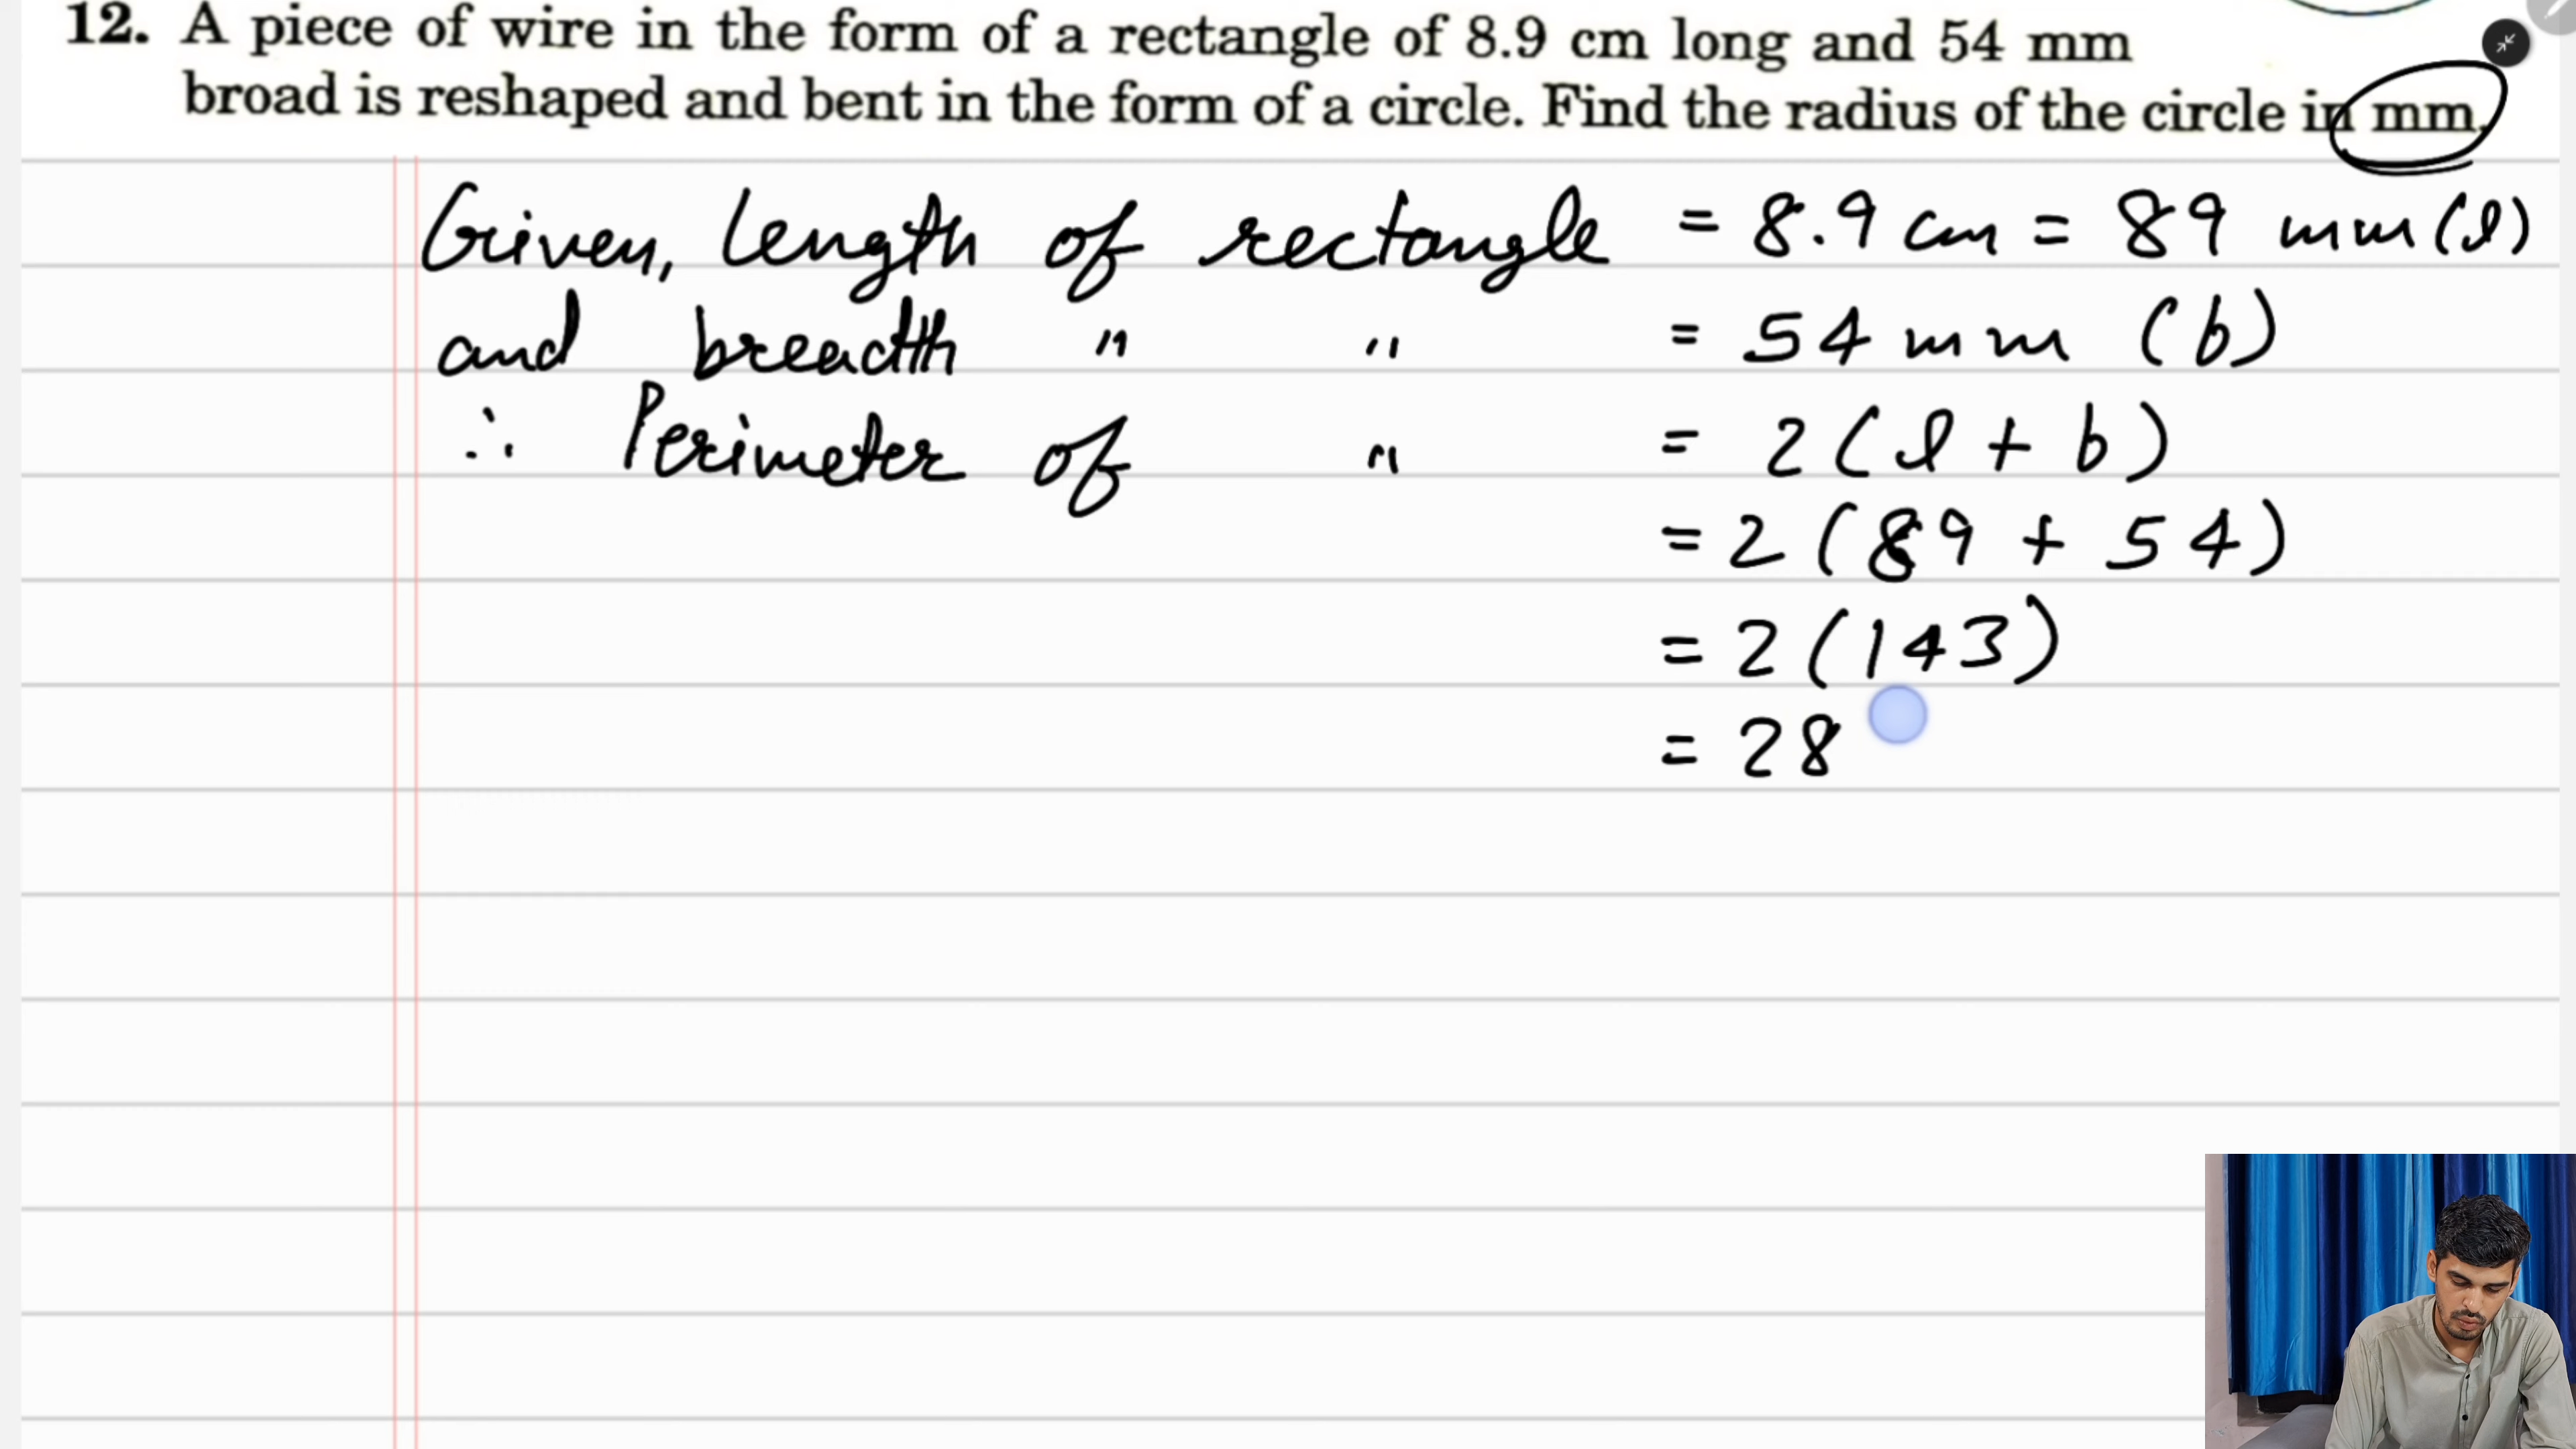 12. A piece of wire in the form of a rectangle of 8.9 cm long and 54 mm
broad is reshaped and bent in the form of a circle. Find the radius of the circle in mm.
Given, length of rectangle = 8.9 cm = 89 mm (l)
and breadth " " = 54 mm (b)
∴ Perimeter of " = 2 (l + b)
= 2 (89 + 54)
= 2 (143)
= 28